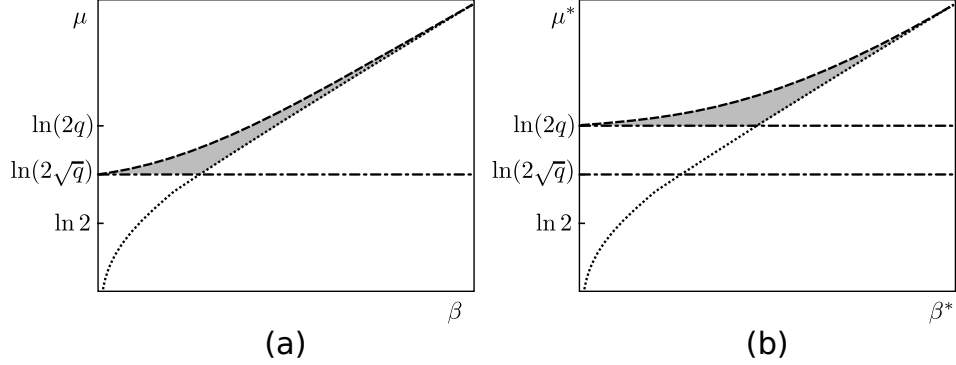 μ
ln(2q)
ln(2√q)
ln 2
β
(a)
μ*
ln(2q)
ln(2√q)
ln 2
β*
(b)